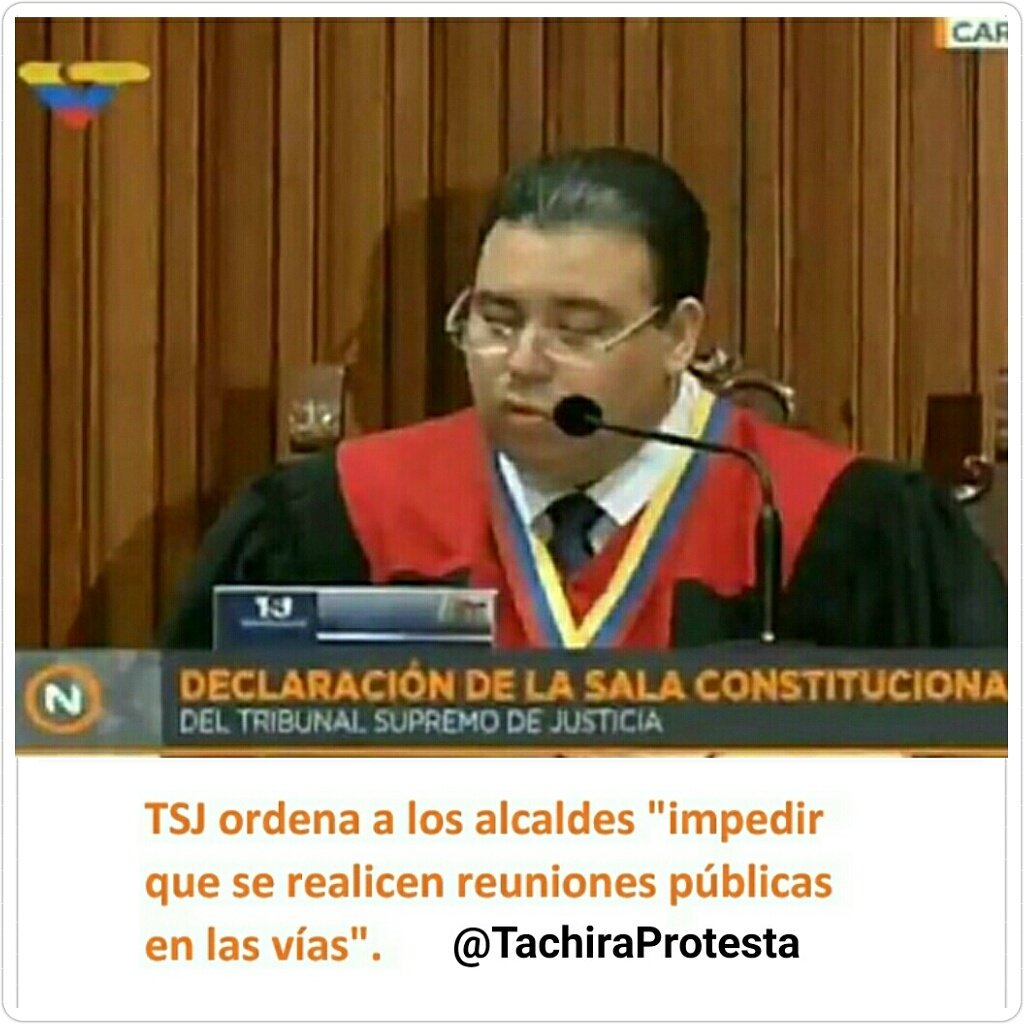 CAR
TSJ
N
DECLARACIÓN DE LA SALA CONSTITUCIONA
DEL TRIBUNAL SUPREMO DE JUSTICIA
TSJ ordena a los alcaldes "impedir
que se realicen reuniones públicas
en las vías".
@TachiraProtesta